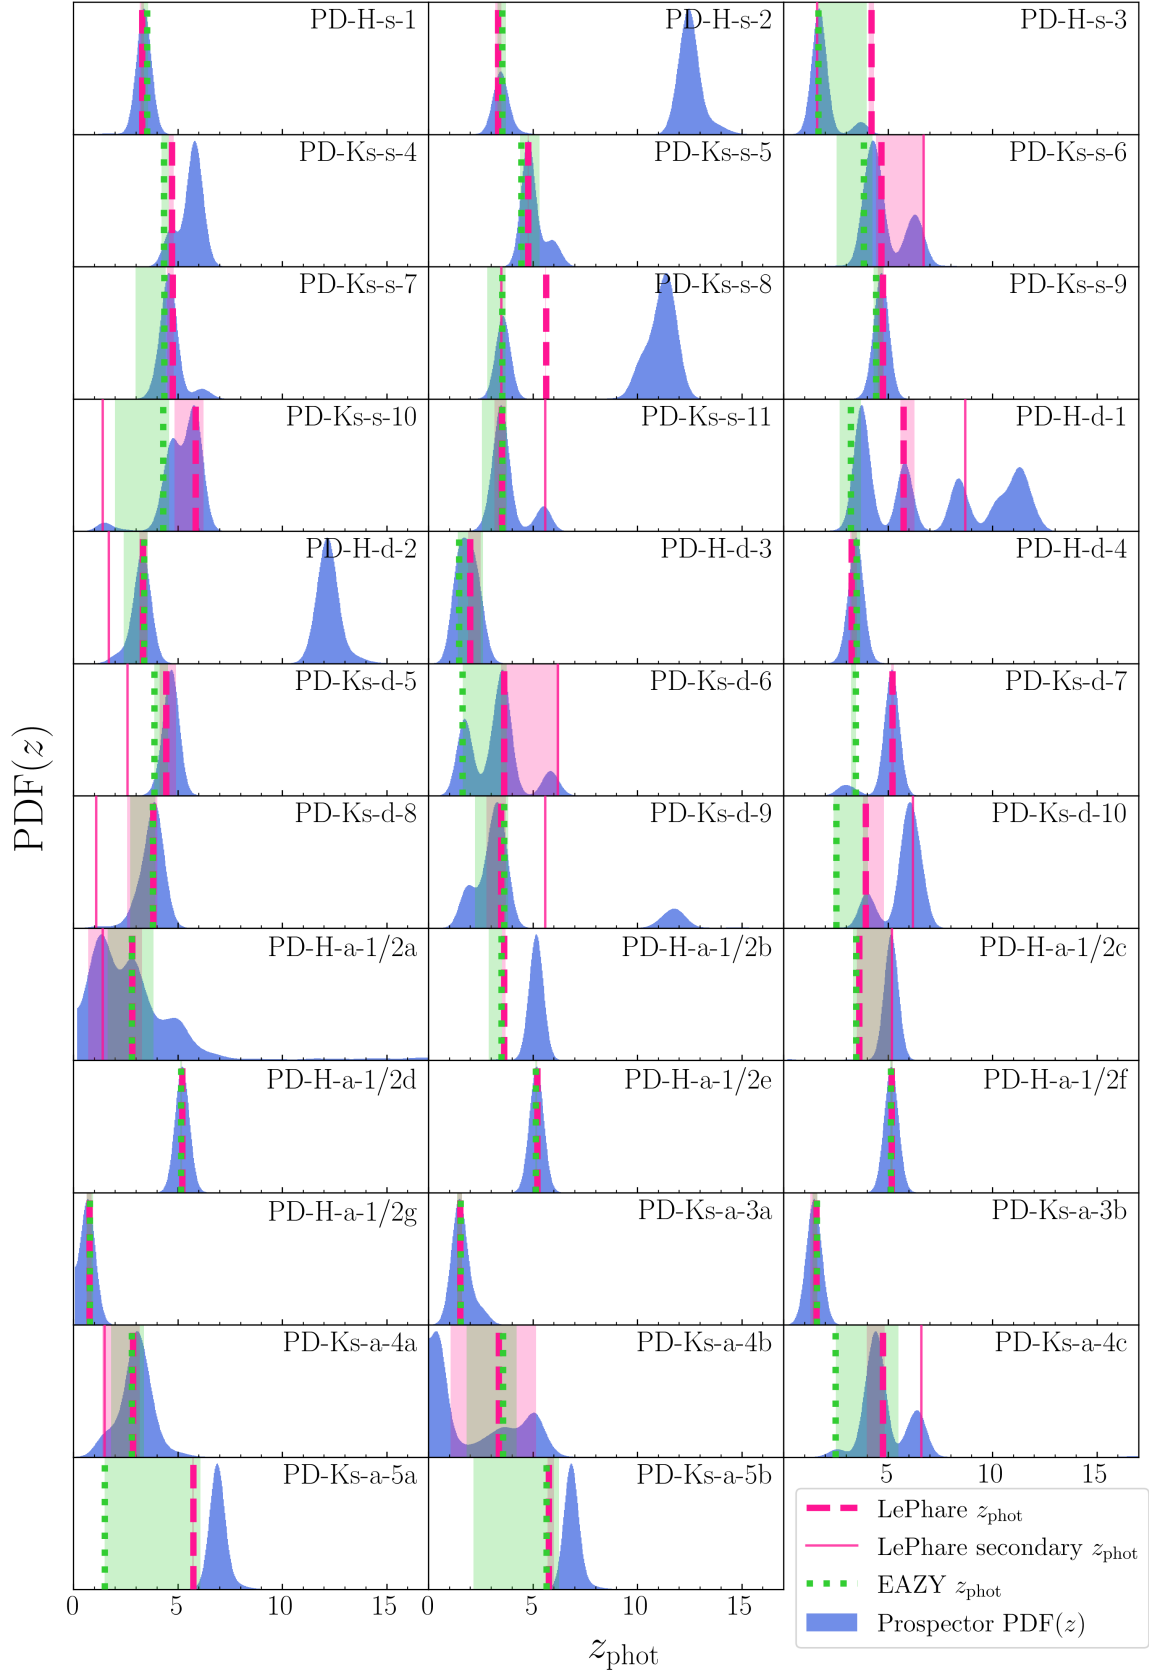 PD-H-s-1
PD-H-s-2
PD-H-s-3
PD-Ks-s-4
PD-Ks-s-5
PD-Ks-s-6
PD-Ks-s-7
PD-Ks-s-8
PD-Ks-s-9
PD-Ks-s-10
PD-Ks-s-11
PD-H-d-1
PD-H-d-2
PD-H-d-3
PD-H-d-4
PD-Ks-d-5
PD-Ks-d-6
PD-Ks-d-7
PD-Ks-d-8
PD-Ks-d-9
PD-Ks-d-10
PD-H-a-1/2a
PD-H-a-1/2b
PD-H-a-1/2c
PD-H-a-1/2d
PD-H-a-1/2e
PD-H-a-1/2f
PD-H-a-1/2g
PD-Ks-a-3a
PD-Ks-a-3b
PD-Ks-a-4a
PD-Ks-a-4b
PD-Ks-a-4c
PD-Ks-a-5a
PD-Ks-a-5b
5 10 15
0 5 10 15 0 5 10 15
PDF(z)
z_phot
LePhare z_phot
LePhare secondary z_phot
EAZY z_phot
Prospector PDF(z)